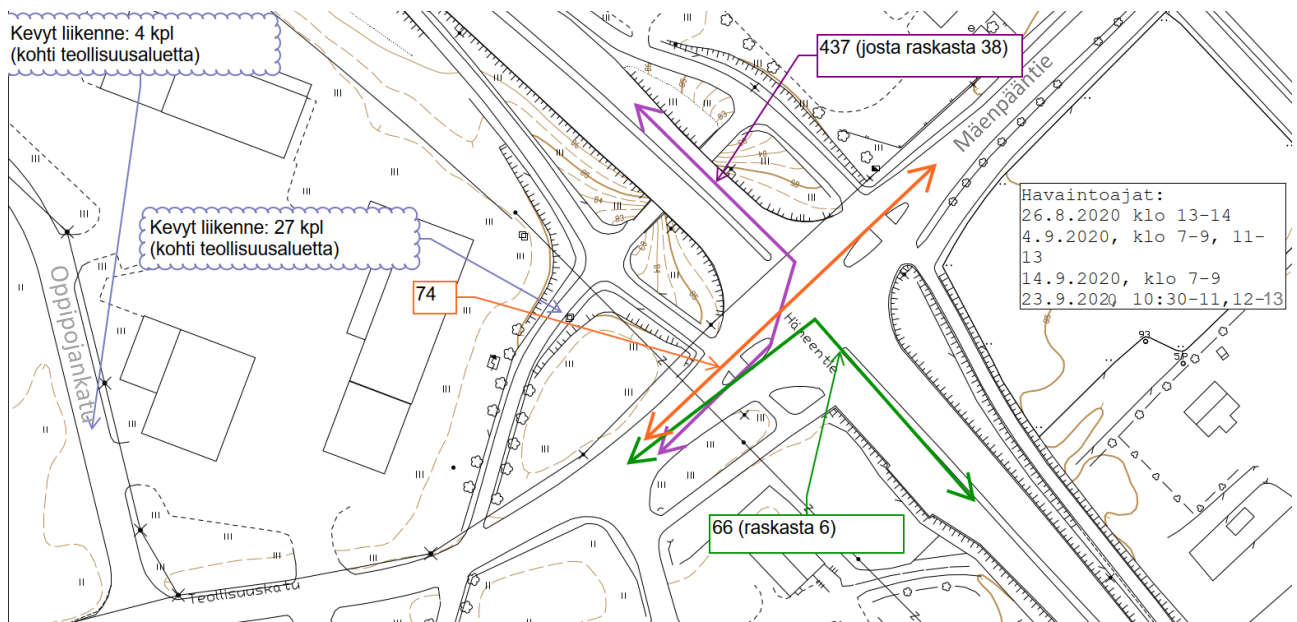 Kevyt liikenne: 4 kpl
(kohti teollisuusaluetta)
437 (josta raskasta 38)
Mäenpääntie
Havaintoajat:
26.8.2020 klo 13-14
4.9.2020, klo 7-9, 11-
13
14.9.2020, klo 7-9
23.9.2020, 10:30-11,12-13
Kevyt liikenne: 27 kpl
(kohti teollisuusaluetta)
74
Oppipojankatu
Hämeentie
66 (raskasta 6)
Teollisuuskatu
93